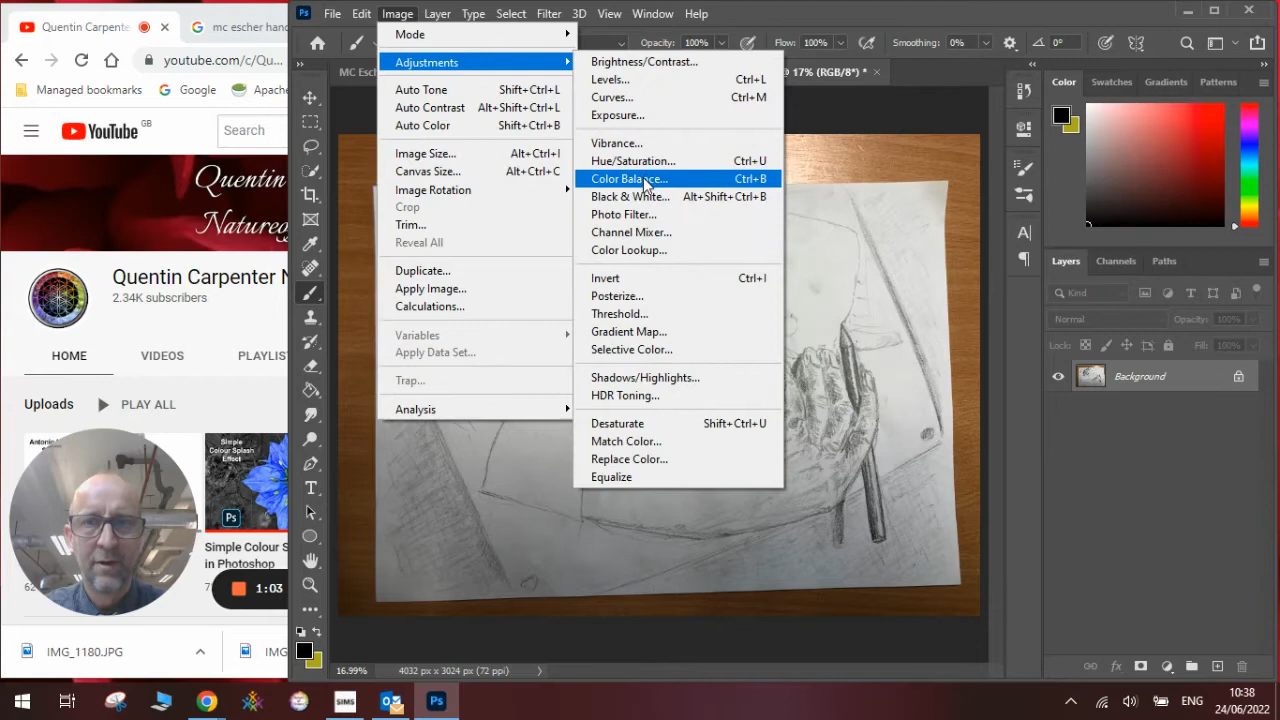 Quentin Carpenter
mc escher hand
youtube.com/c/Qu...
Managed bookmarks
Google
Apache
YouTube GB
Search
Quentin
Nature
Quentin Carpenter N
2.34K subscribers
HOME
VIDEOS
PLAYLIS
Uploads
PLAY ALL
Simple
Colour Splash
Effect
Ps
Simple Colour S
in Photoshop
1:03
IMG_1180.JPG
IMG
Ps
File
Edit
Image
Layer
Type
Select
Filter
3D
View
Window
Help
Opacity: 100%
Flow: 100%
Smoothing: 0%
0°
MC Es
@ 17% (RGB/8*) *
Mode
Adjustments
Auto Tone Shift+Ctrl+L
Auto Contrast Alt+Shift+Ctrl+L
Auto Color Shift+Ctrl+B
Image Size... Alt+Ctrl+I
Canvas Size... Alt+Ctrl+C
Image Rotation
Crop
Trim...
Reveal All
Duplicate...
Apply Image...
Calculations...
Variables
Apply Data Set...
Trap...
Analysis
Brightness/Contrast...
Levels... Ctrl+L
Curves... Ctrl+M
Exposure...
Vibrance...
Hue/Saturation... Ctrl+U
Color Balance... Ctrl+B
Black & White... Alt+Shift+Ctrl+B
Photo Filter...
Channel Mixer...
Color Lookup...
Invert Ctrl+I
Posterize...
Threshold...
Gradient Map...
Selective Color...
Shadows/Highlights...
HDR Toning...
Desaturate Shift+Ctrl+U
Match Color...
Replace Color...
Equalize
Color
Swatches
Gradients
Patterns
Layers
Channels
Paths
Kind
Normal
Opacity: 100%
Lock:
Fill: 100%
Background
16.99%
4032 px x 3024 px (72 ppi)
SIMS
Ps
ENG
10:38
24/06/2022